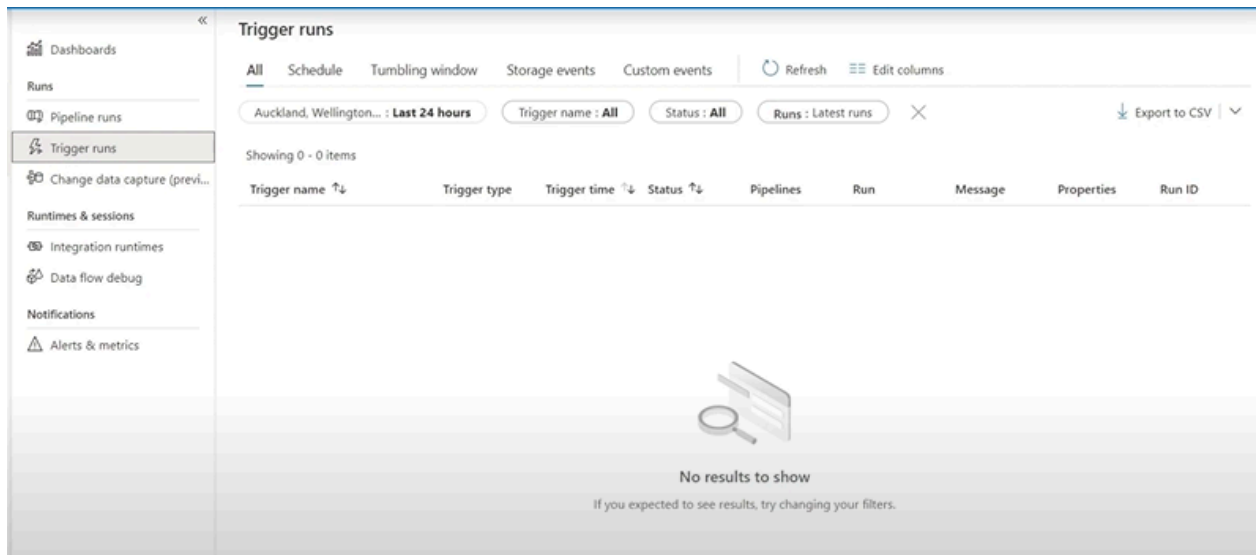 «
Dashboards
Runs
Pipeline runs
Trigger runs
Change data capture (previ...
Runtimes & sessions
Integration runtimes
Data flow debug
Notifications
Alerts & metrics
Trigger runs
All Schedule Tumbling window Storage events Custom events Refresh Edit columns
Auckland, Wellington... : Last 24 hours Trigger name : All Status : All Runs : Latest runs Export to CSV
Showing 0 - 0 items
Trigger name Trigger type Trigger time Status Pipelines Run Message Properties Run ID
No results to show
If you expected to see results, try changing your filters.